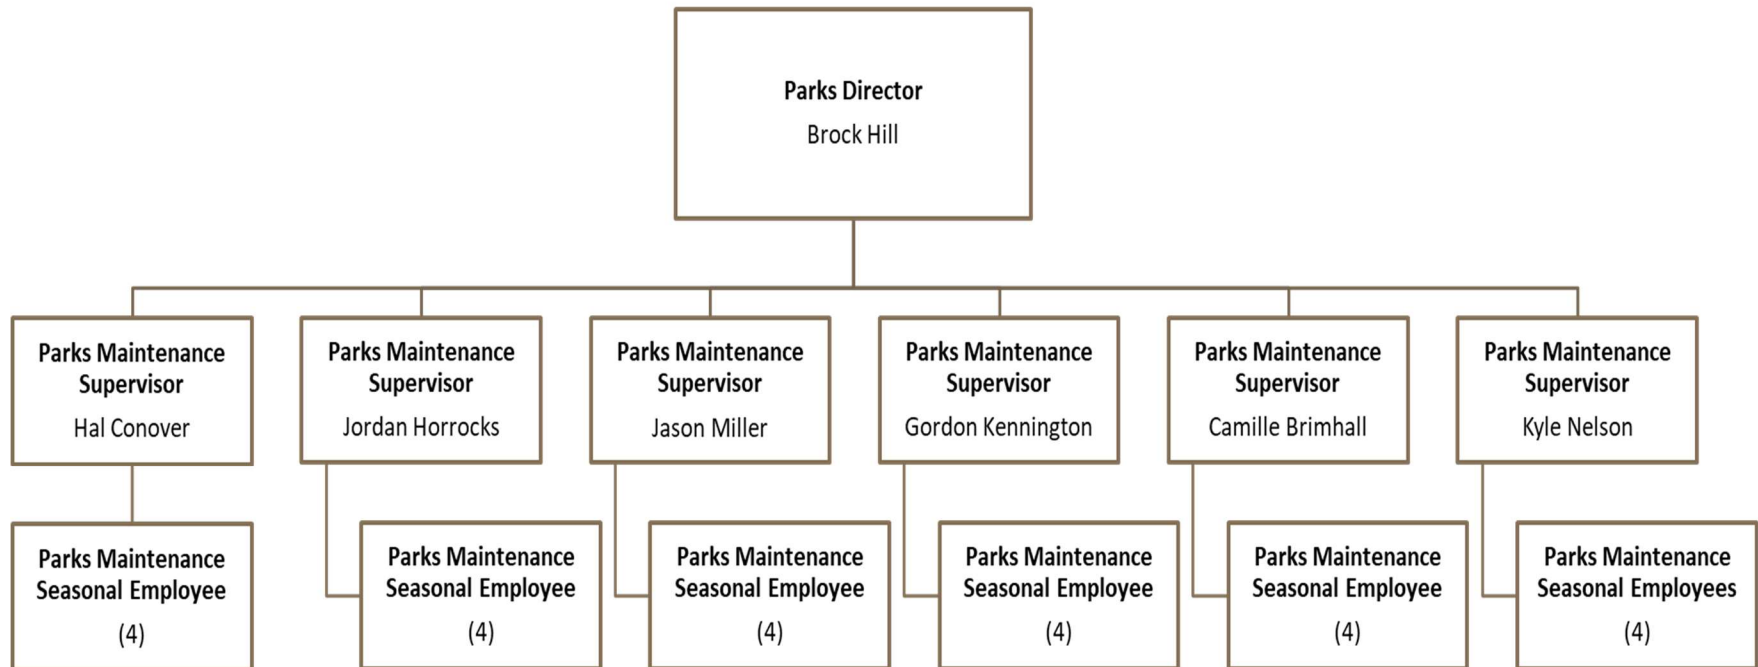 Parks Director
Brock Hill
Parks Maintenance
Supervisor
Hal Conover
Parks Maintenance
Supervisor
Jordan Horrocks
Parks Maintenance
Supervisor
Jason Miller
Parks Maintenance
Supervisor
Gordon Kennington
Parks Maintenance
Supervisor
Camille Brimhall
Parks Maintenance
Supervisor
Kyle Nelson
Parks Maintenance
Seasonal Employee
(4)
Parks Maintenance
Seasonal Employee
(4)
Parks Maintenance
Seasonal Employee
(4)
Parks Maintenance
Seasonal Employee
(4)
Parks Maintenance
Seasonal Employee
(4)
Parks Maintenance
Seasonal Employees
(4)